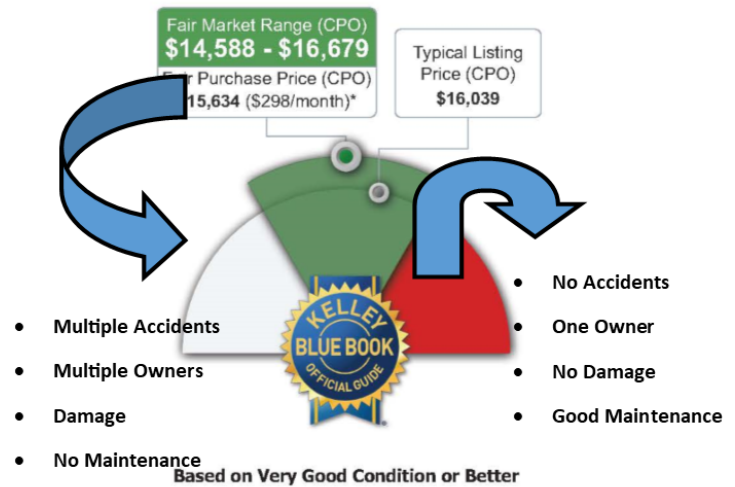 Fair Market Range (CPO)
$14,588 - $16,679
Purchase Price (CPO)
15,634 ($298/month)*
Typical Listing
Price (CPO)
$16,039
KELLEY
BLUE BOOK
OFFICIAL GUIDE
®
• Multiple Accidents
• Multiple Owners
• Damage
• No Maintenance
• No Accidents
• One Owner
• No Damage
• Good Maintenance
Based on Very Good Condition or Better